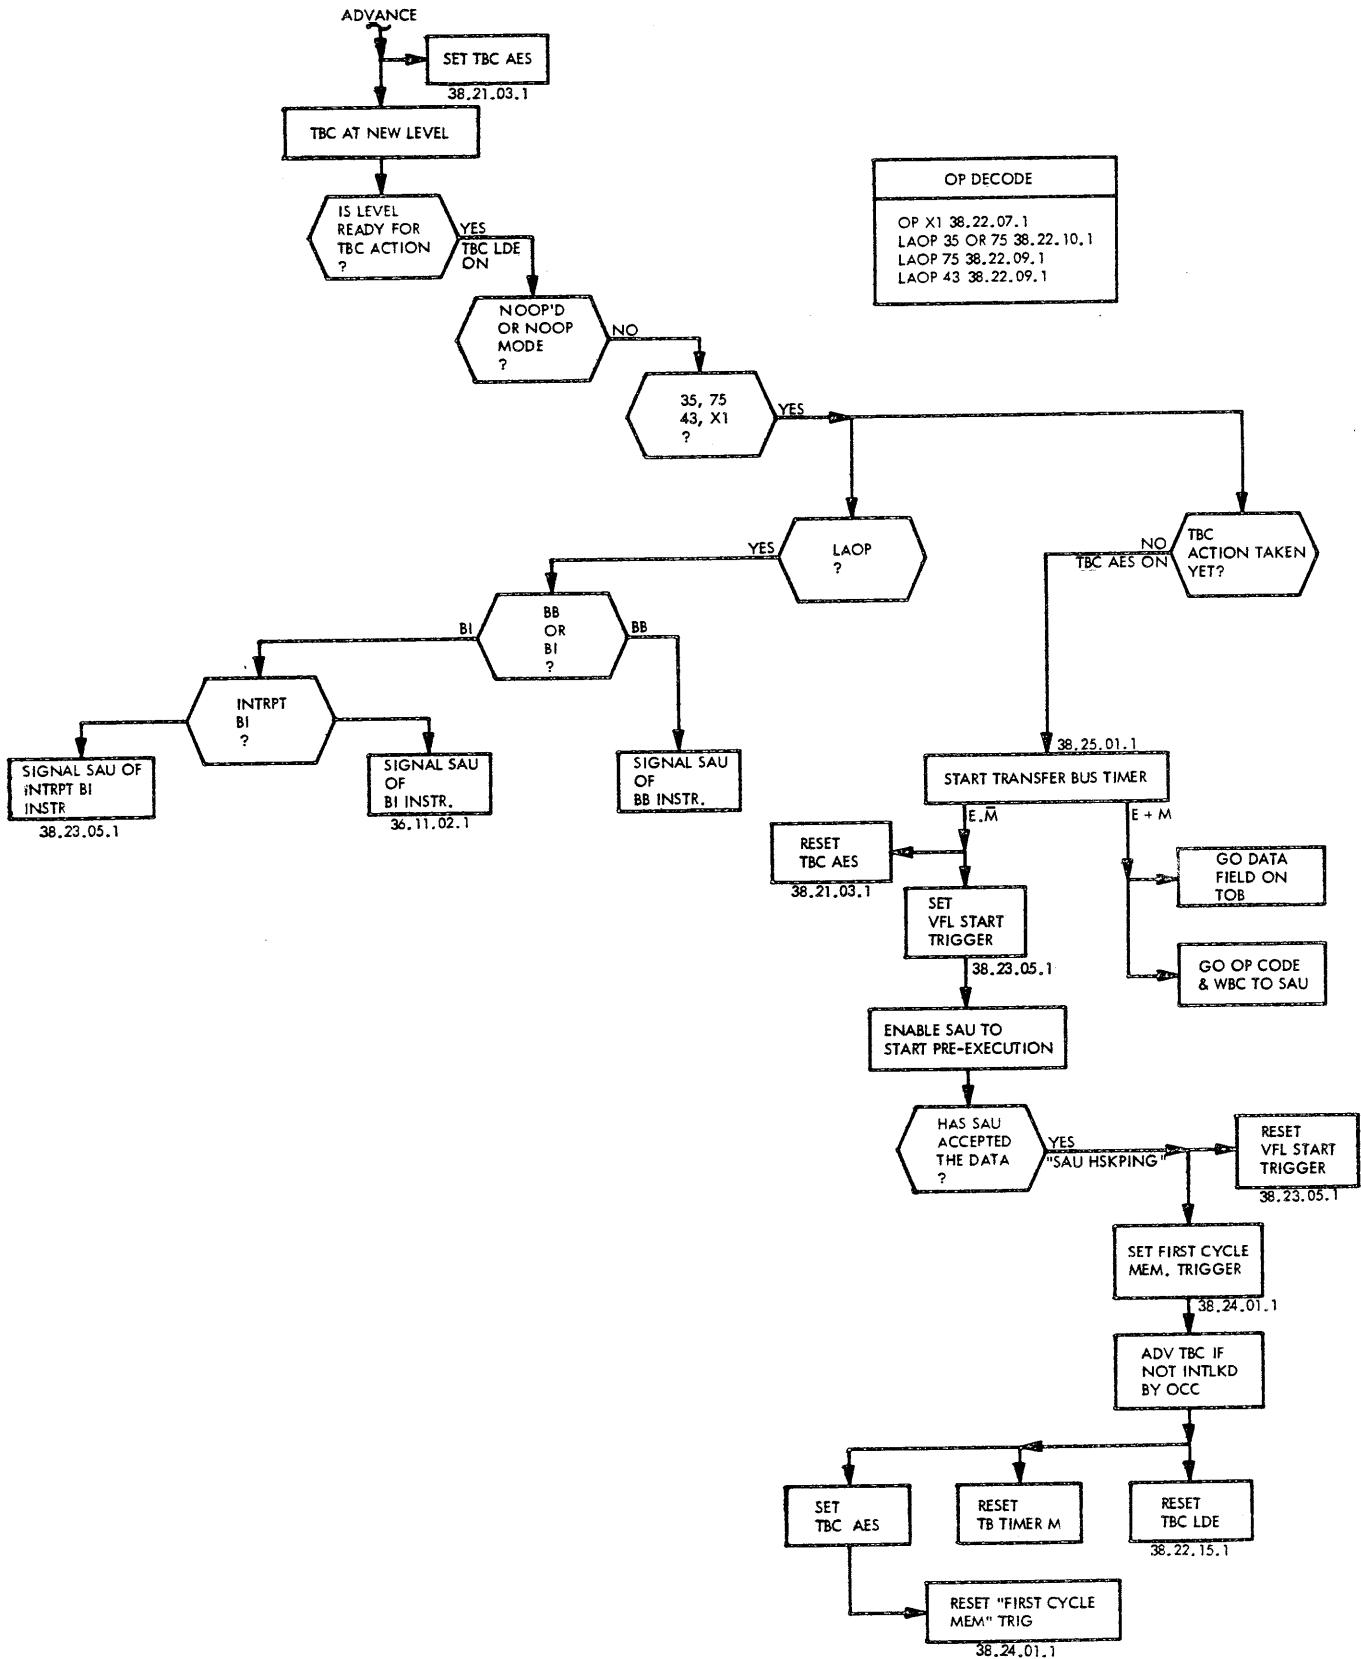 ADVANCE
SET TBC AES
38.21.03.1
TBC AT NEW LEVEL
IS LEVEL
READY FOR
TBC ACTION
?
YES
TBC LDE
ON
OP DECODE
OP X1 38.22.07.1
LAOP 35 OR 75 38.22.10.1
LAOP 75 38.22.09.1
LAOP 43 38.22.09.1
NOOP'D
OR NOOP
MODE
?
NO
35, 75
43, X1
?
YES
LAOP
?
YES
TBC
ACTION TAKEN
YET?
NO
TBC AES ON
BB
OR
BI
?
BI
BB
INTRPT
BI
?
SIGNAL SAU OF
INTRPT BI
INSTR
38.23.05.1
SIGNAL SAU
OF
BI INSTR.
36.11.02.1
SIGNAL SAU
OF
BB INSTR.
38.25.01.1
START TRANSFER BUS TIMER
E.M̅
E + M
RESET
TBC AES
38.21.03.1
GO DATA
FIELD ON
TOB
SET
VFL START
TRIGGER
38.23.05.1
GO OP CODE
& WBC TO SAU
ENABLE SAU TO
START PRE-EXECUTION
HAS SAU
ACCEPTED
THE DATA
?
YES
"SAU HSKPING"
RESET
VFL START
TRIGGER
38.23.05.1
SET FIRST CYCLE
MEM. TRIGGER
38.24.01.1
ADV TBC IF
NOT INTLKD
BY OCC
SET
TBC AES
RESET
TB TIMER M
RESET
TBC LDE
38.22.15.1
RESET "FIRST CYCLE
MEM" TRIG
38.24.01.1